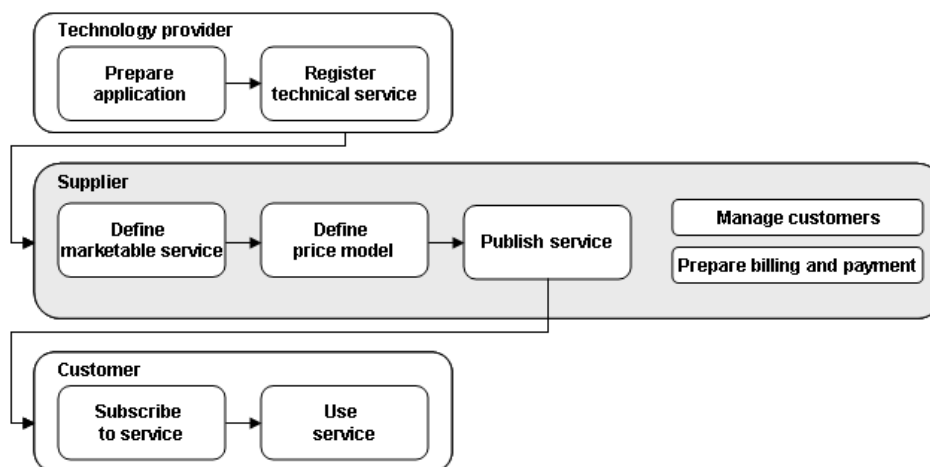 Technology provider
Prepare
application
Register
technical service
Supplier
Define
marketable service
Define
price model
Publish service
Manage customers
Prepare billing and payment
Customer
Subscribe
to service
Use
service